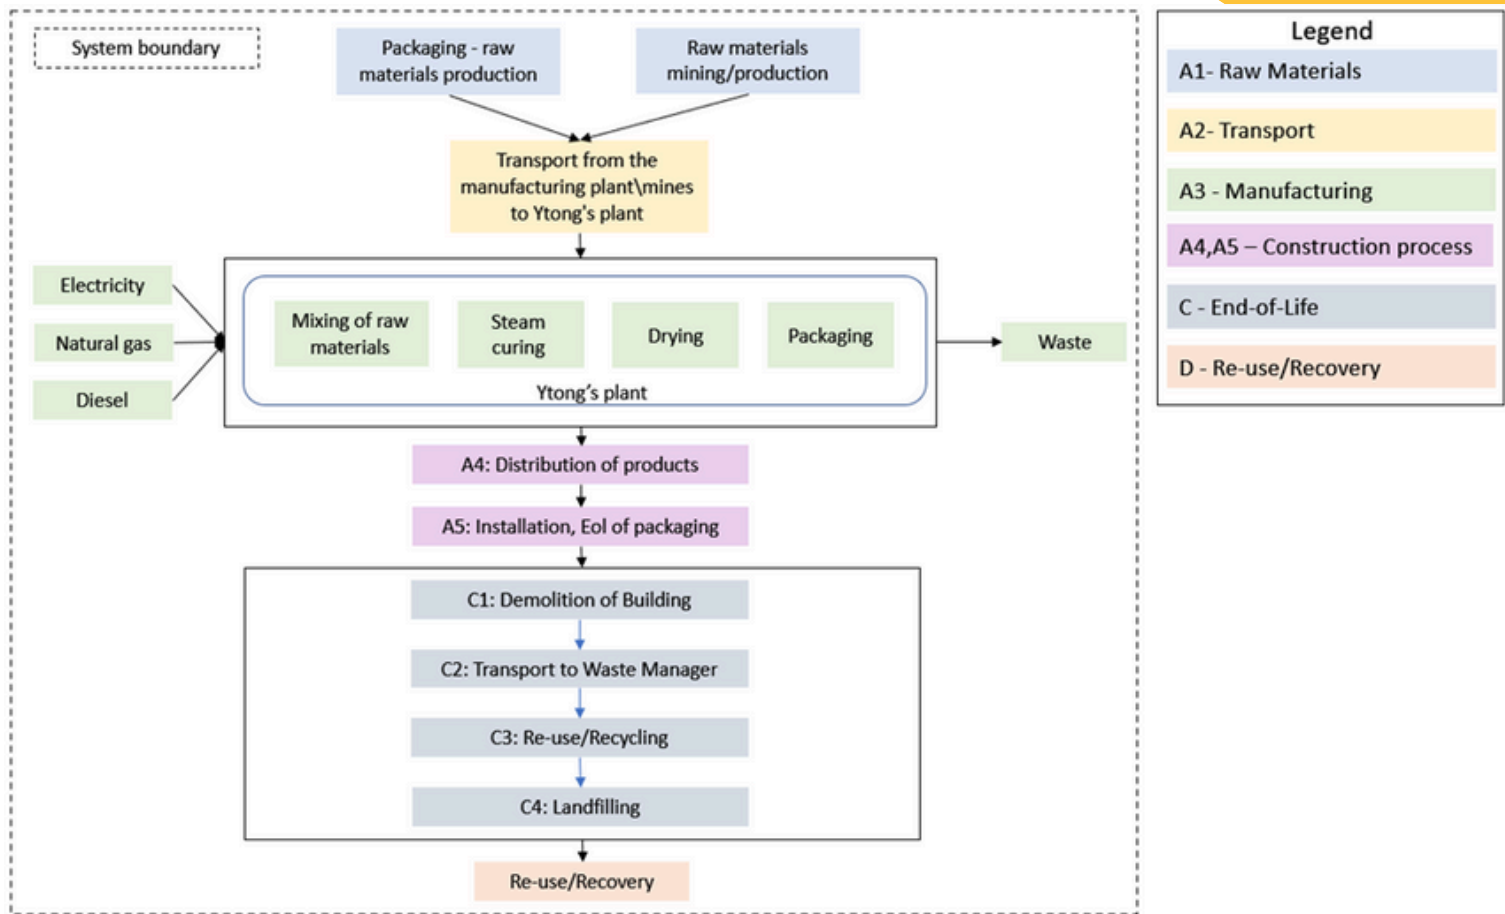 System boundary
Packaging - raw
materials production
Raw materials
mining/production
Transport from the
manufacturing plant\mines
to Ytong's plant
Electricity
Natural gas
Diesel
Mixing of raw
materials
Steam
curing
Drying
Packaging
Ytong’s plant
Waste
A4: Distribution of products
A5: Installation, Eol of packaging
C1: Demolition of Building
C2: Transport to Waste Manager
C3: Re-use/Recycling
C4: Landfilling
Re-use/Recovery
Legend
A1- Raw Materials
A2- Transport
A3 - Manufacturing
A4,A5 – Construction process
C - End-of-Life
D - Re-use/Recovery